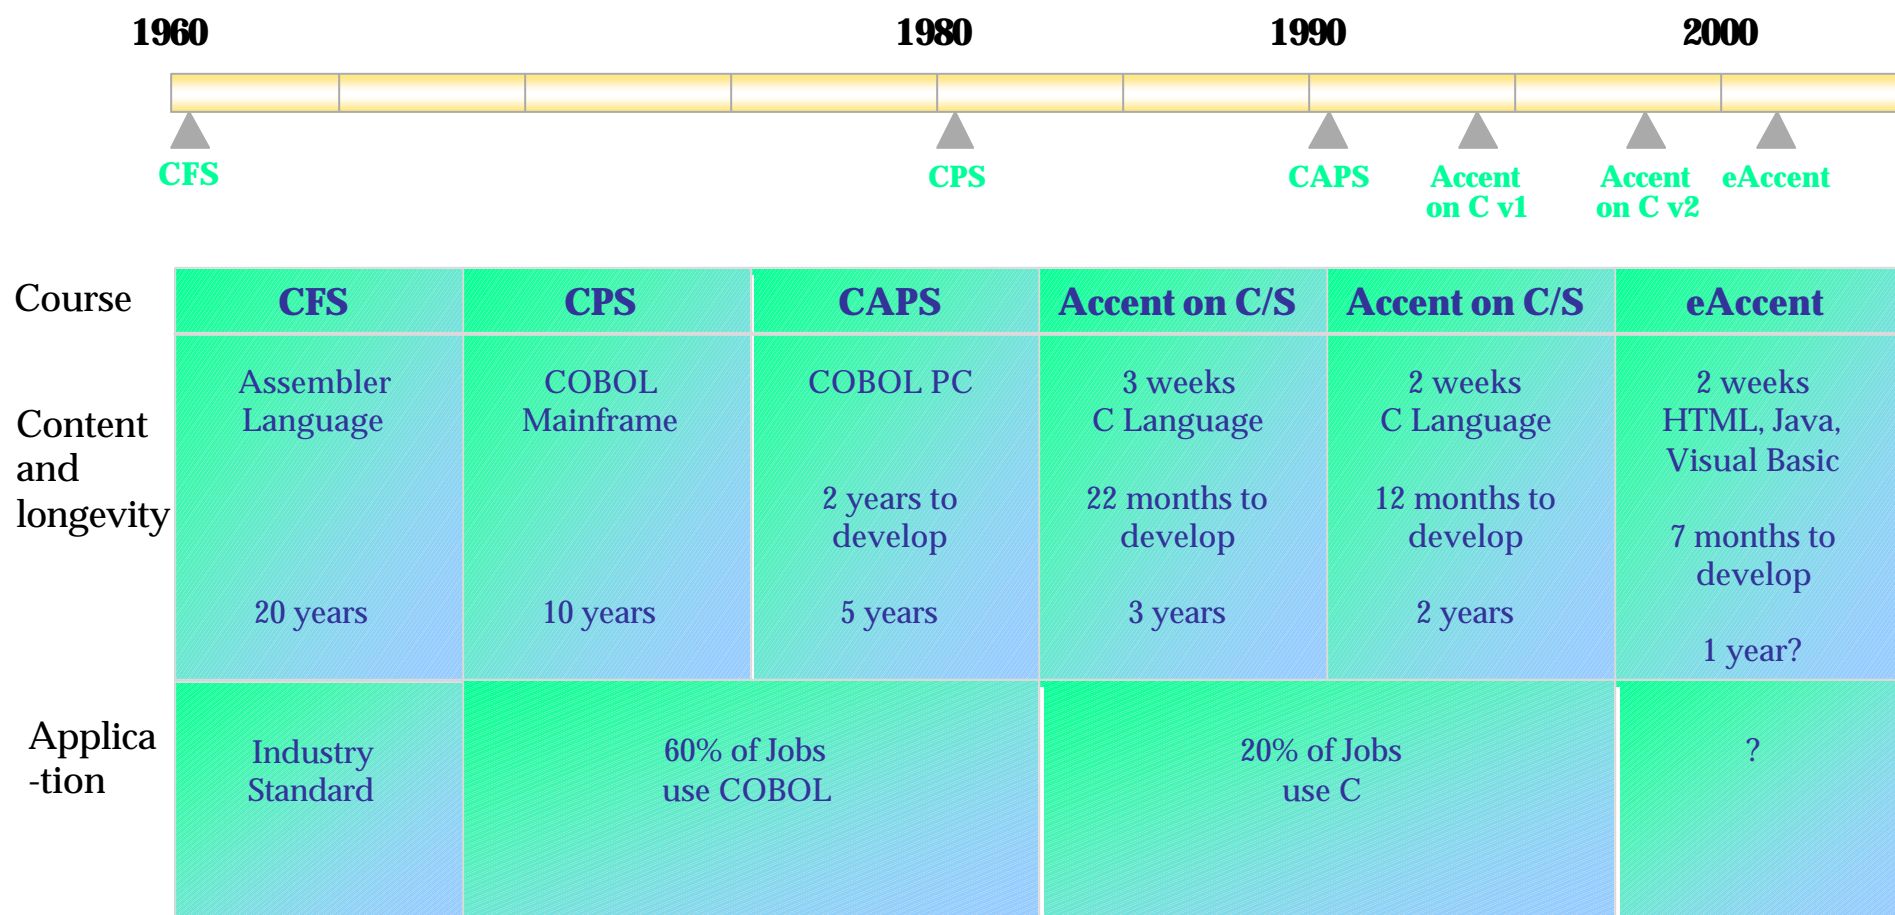 1960 1980 1990 2000
CFS CPS CAPS Accent on C v1 Accent on C v2 eAccent
Course CFS CPS CAPS Accent on C/S Accent on C/S eAccent
Content and longevity
Assembler
Language
20 years
COBOL
Mainframe
10 years
COBOL PC
2 years to
develop
5 years
3 weeks
C Language
22 months to
develop
3 years
2 weeks
C Language
12 months to
develop
2 years
2 weeks
HTML, Java,
Visual Basic
7 months to
develop
1 year?
Applica
-tion
Industry
Standard
60% of Jobs
use COBOL
20% of Jobs
use C
?